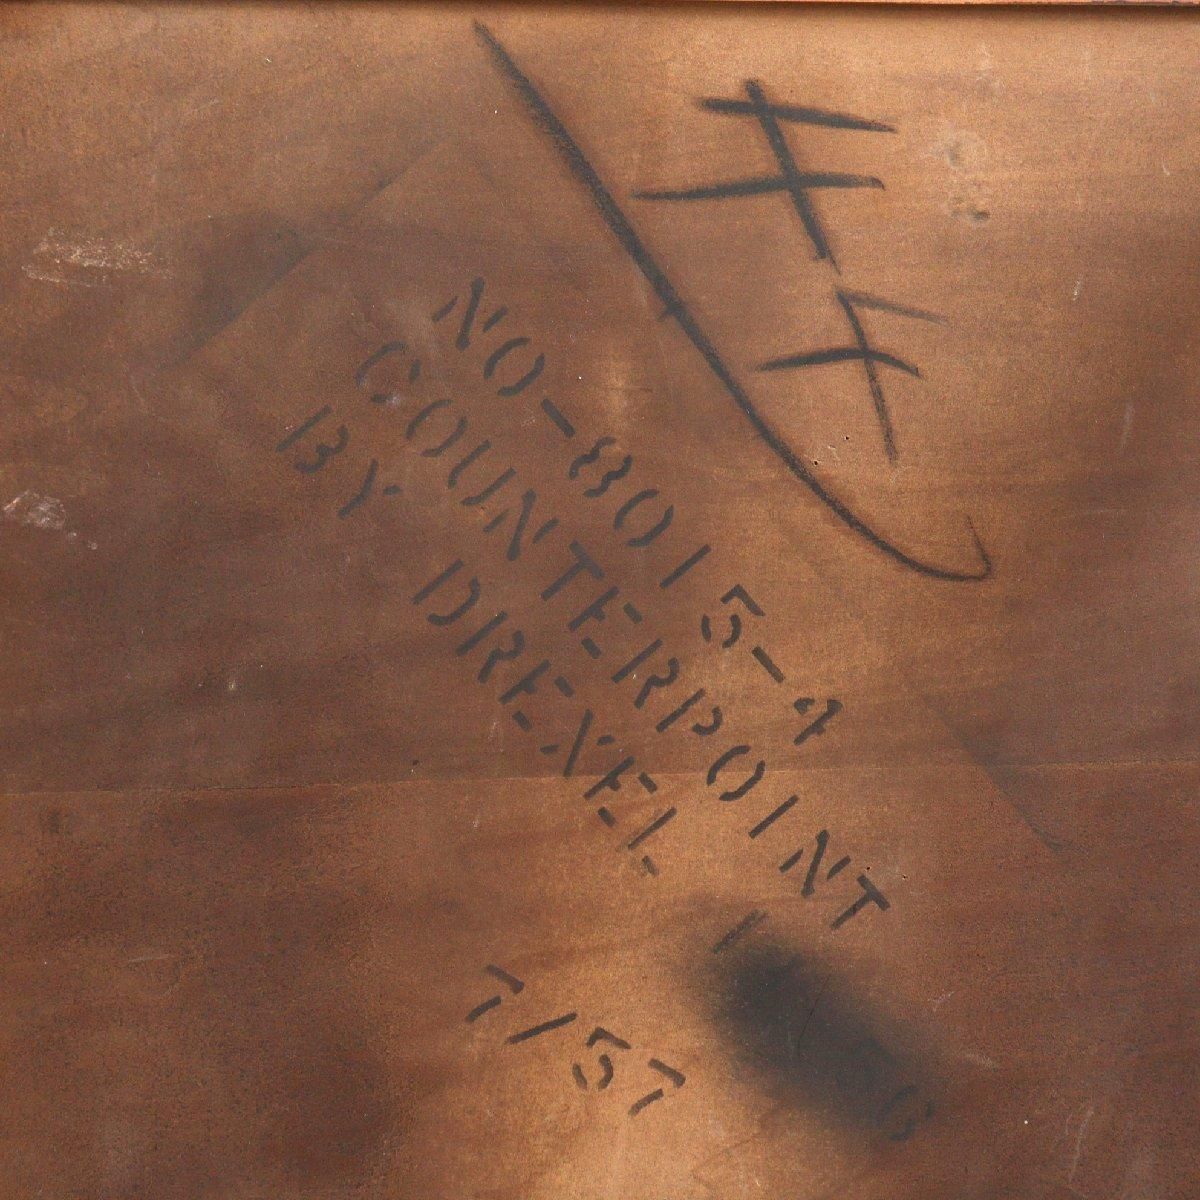 NO-8015-4
COUNTERPOINT
BY DREXEL
7/57